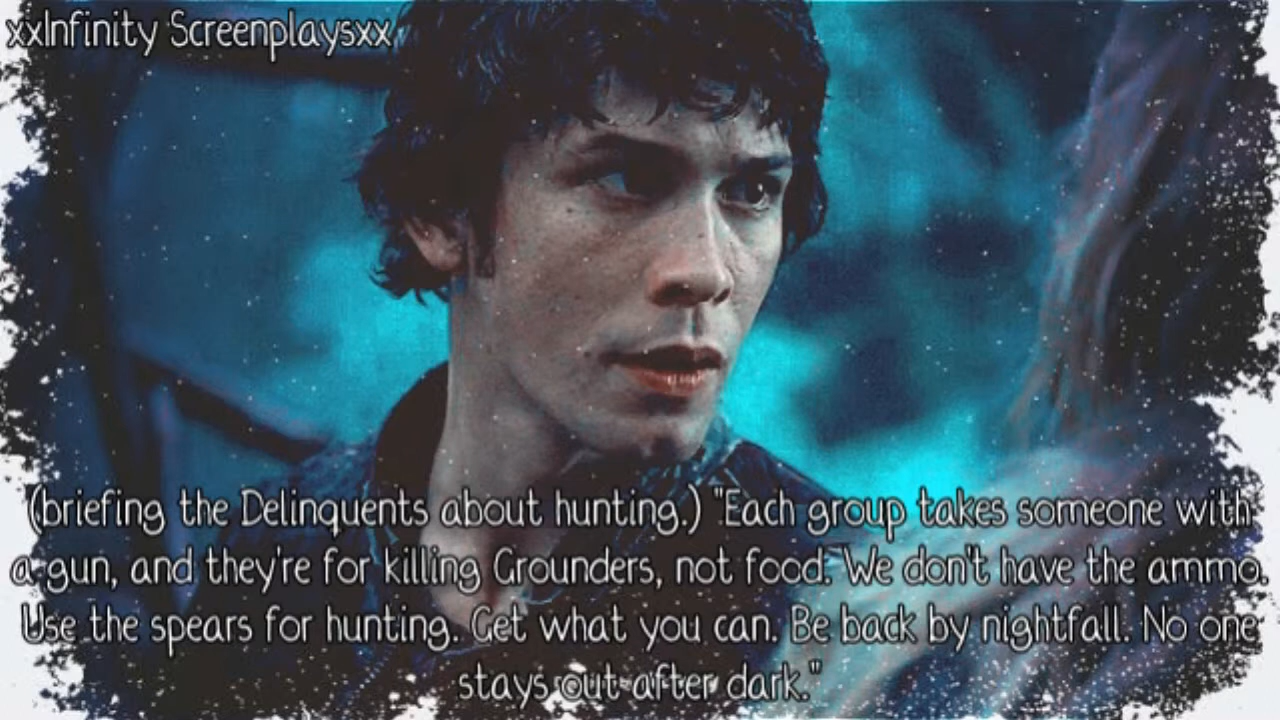 xxInfinity Screenplaysxx
(briefing the Delinquents about hunting.) "Each group takes someone with
a gun, and they're for killing Grounders, not food. We don't have the ammo.
Use the spears for hunting. Get what you can. Be back by nightfall. No one
stays out after dark."